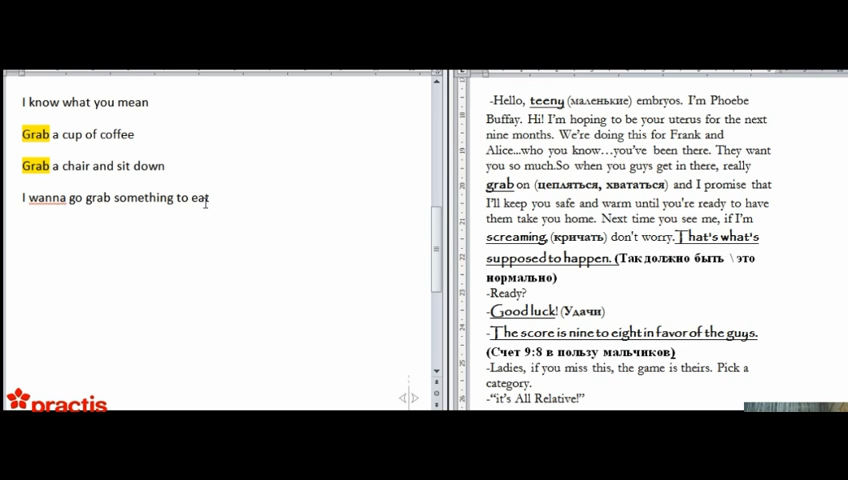 I know what you mean
Grab a cup of coffee
Grab a chair and sit down
I wanna go grab something to eat
practis
-Hello, teeny (маленькие) embryos. I'm Phoebe
Buffay. Hi! I'm hoping to be your uterus for the next
nine months. We're doing this for Frank and
Alice...who you know…you've been there. They want
you so much.So when you guys get in there, really
grab on (цепляться, хвататься) and I promise that
I'll keep you safe and warm until you're ready to have
them take you home. Next time you see me, if I'm
screaming, (кричать) don't worry.That's what's
supposed to happen. (Так должно быть \ это
нормально)
-Ready?
-Good luck! (Удачи)
-The score is nine to eight in favor of the guys.
(Счет 9:8 в пользу мальчиков)
-Ladies, if you miss this, the game is theirs. Pick a
category.
-“it's All Relative!”